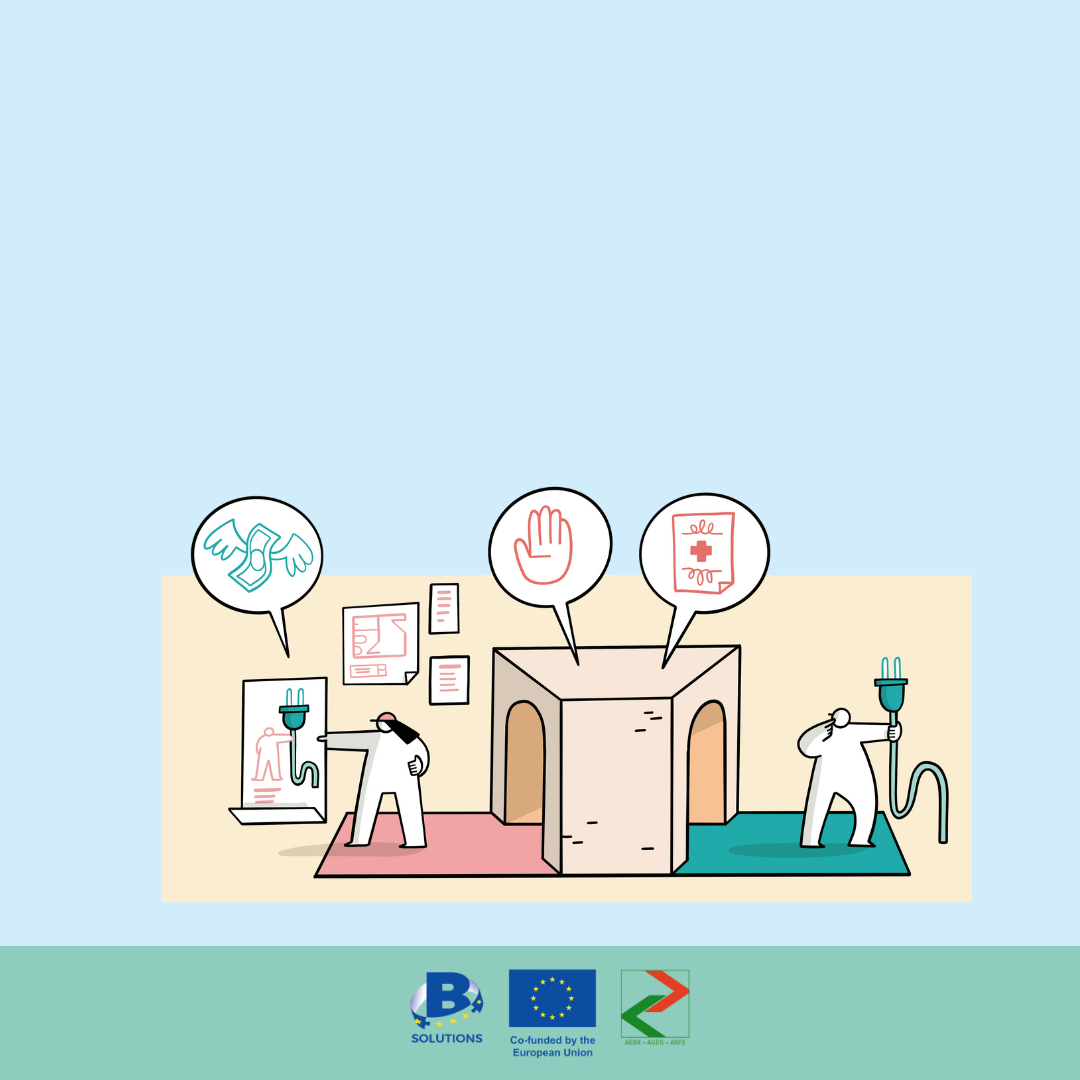 B
SOLUTIONS
Co-funded by the
European Union
AEBR – AGEG – ARFE